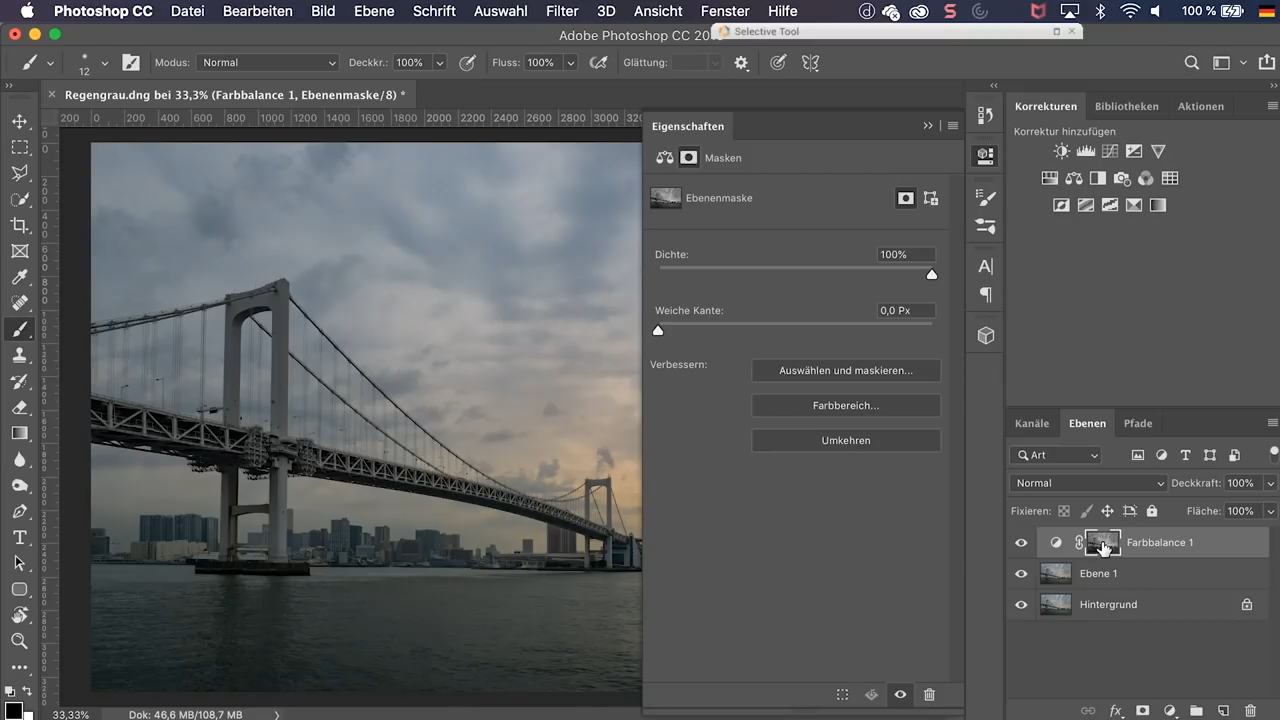 Photoshop CC Datei Bearbeiten Bild Ebene Schrift Auswahl Filter 3D Ansicht Fenster Hilfe 100 %
Adobe Photoshop CC 20
Selective Tool
12 Modus: Normal Deckkr.: 100% Fluss: 100% Glättung:
Regengrau.dng bei 33,3% (Farbbalance 1, Ebenenmaske/8) *
200 0 200 400 600 800 1000 1200 1400 1600 1800 2000 2200 2400 2600 2800 3000
Eigenschaften
Masken
Ebenenmaske
Dichte: 100%
Weiche Kante: 0,0 Px
Verbessern: Auswählen und maskieren...
Farbbereich...
Umkehren
Korrekturen Bibliotheken Aktionen
Korrektur hinzufügen
Kanäle Ebenen Pfade
Art
Normal Deckkraft: 100%
Fixieren: Fläche: 100%
Farbbalance 1
Ebene 1
Hintergrund
fx
33,33% Dok: 46,6 MB/108,7 MB